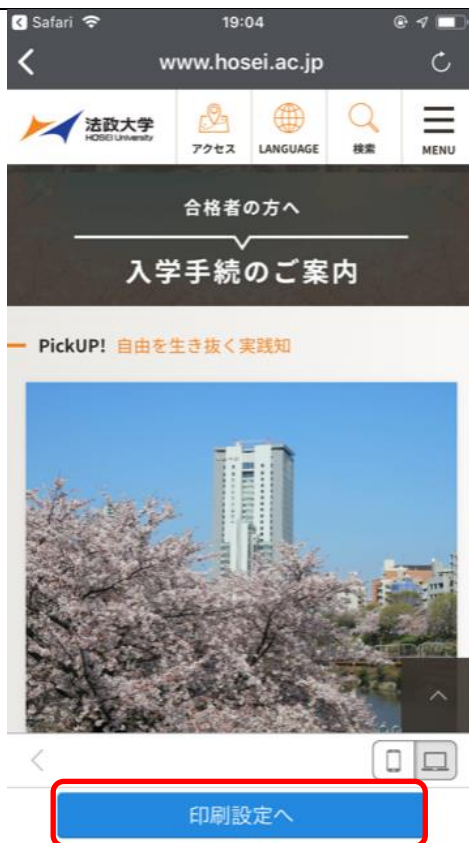 Safari
19:04
www.hosei.ac.jp
法政大学
HOSEI University
アクセス
LANGUAGE
検索
MENU
合格者の方へ
入学手続のご案内
PickUP! 自由を生き抜く実践知
印刷設定へ